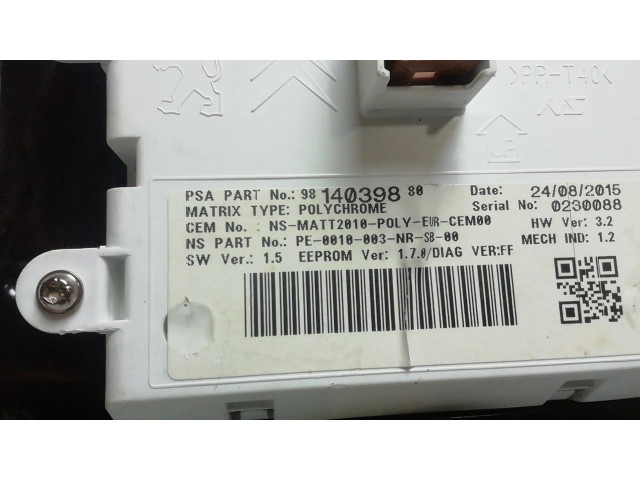 >PP-T40<
PSA PART No.: 98 140398 80 Date: 24/08/2015
MATRIX TYPE: POLYCHROME Serial No: 0230088
CEM No.: NS-MATT2010-POLY-EUR-CEM00 HW Ver: 3.2
NS PART No.: PE-0010-003-NR-SB-00 MECH IND: 1.2
SW Ver.: 1.5 EEPROM Ver: 1.7.0/DIAG VER:FF